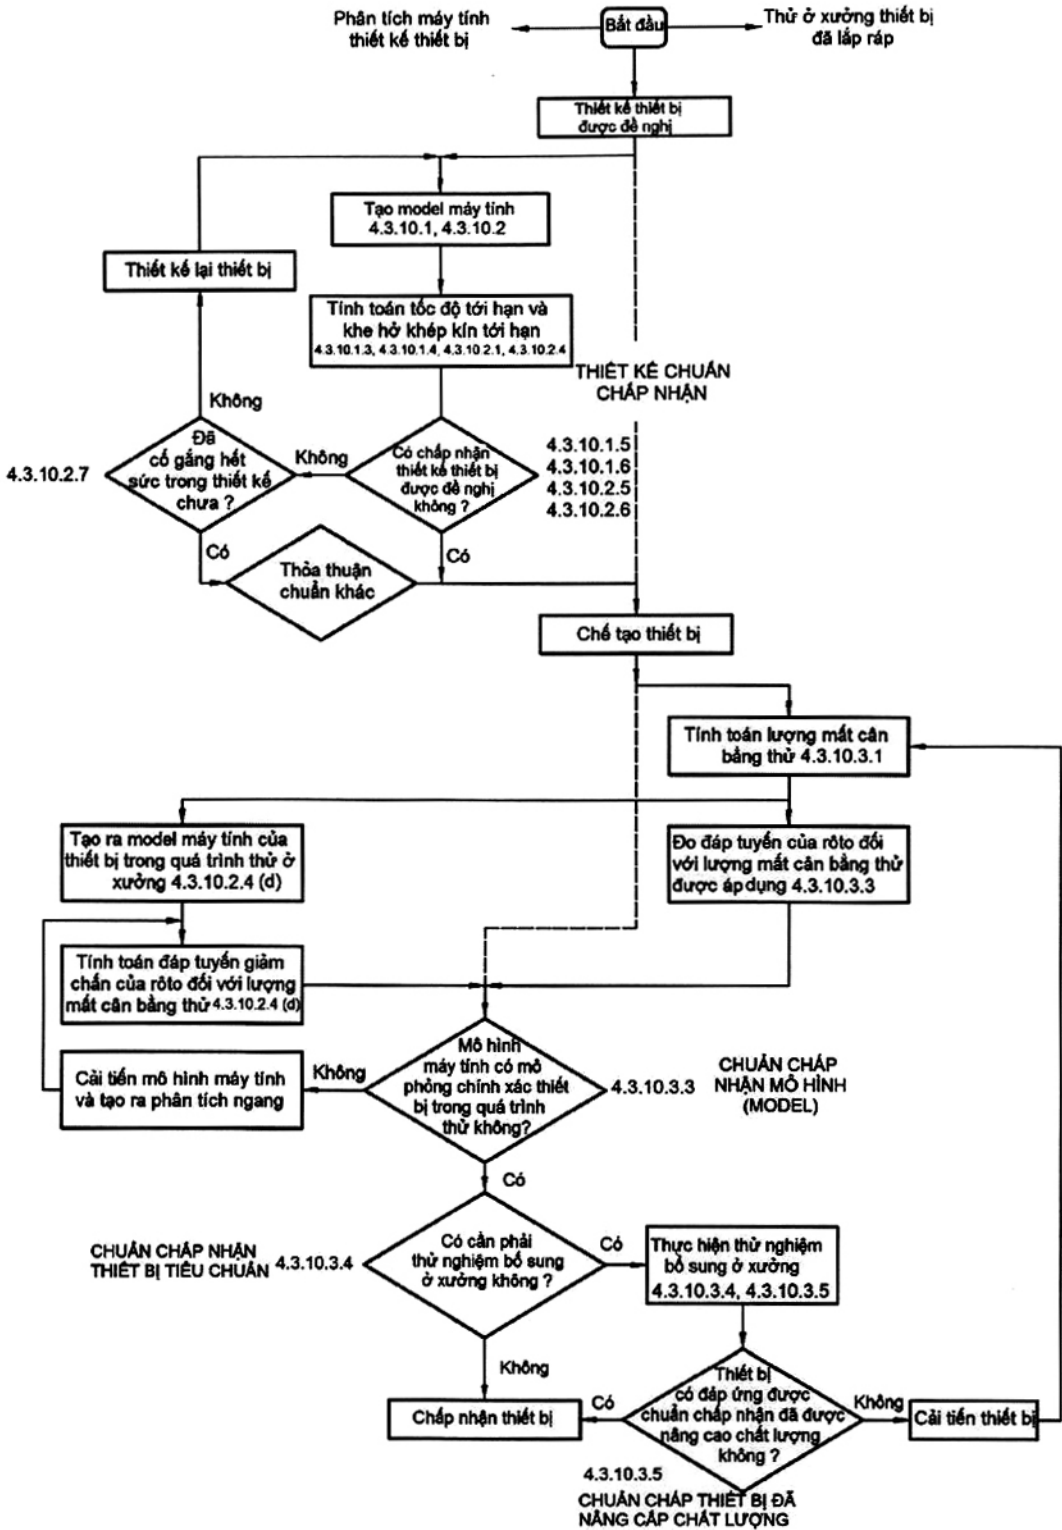 Phân tích máy tính
thiết kế thiết bị
Bắt đầu
Thử ở xưởng thiết bị
đã lắp ráp
Thiết kế thiết bị
được đề nghị
Tạo model máy tính
4.3.10.1, 4.3.10.2
Thiết kế lại thiết bị
Tính toán tốc độ tới hạn và
khe hở khép kín tới hạn
4.3.10.1.3, 4.3.10.1.4, 4.3.10.2.1, 4.3.10.2.4
THIẾT KẾ CHUẨN
CHẤP NHẬN
Không
4.3.10.2.7
Đã
cố gắng hết
sức trong thiết kế
chưa ?
Không
Có chấp nhận
thiết kế thiết bị
được đề nghị
không ?
4.3.10.1.5
4.3.10.1.6
4.3.10.2.5
4.3.10.2.6
Có
Có
Thỏa thuận
chuẩn khác
Chế tạo thiết bị
Tính toán lượng mất cân
bằng thử 4.3.10.3.1
Tạo ra model máy tính của
thiết bị trong quá trình thử ở
xưởng 4.3.10.2.4 (d)
Đo đáp tuyến của rôto đối
với lượng mất cân bằng thử
được áp dụng 4.3.10.3.3
Tính toán đáp tuyến giảm
chấn của rôto đối với lượng
mất cân bằng thử 4.3.10.2.4 (d)
Cải tiến mô hình máy tính
và tạo ra phân tích ngang
Không
Mô hình
máy tính có mô
phỏng chính xác thiết
bị trong quá trình
thử không?
4.3.10.3.3
CHUẨN CHẤP
NHẬN MÔ HÌNH
(MODEL)
Có
CHUẨN CHẤP NHẬN
THIẾT BỊ TIÊU CHUẨN
4.3.10.3.4
Có cần phải
thử nghiệm bổ sung
ở xưởng không ?
Có
Thực hiện thử nghiệm
bổ sung ở xưởng
4.3.10.3.4, 4.3.10.3.5
Không
Chấp nhận thiết bị
Có
Thiết bị
có đáp ứng được
chuẩn chấp nhận đã được
nâng cao chất lượng
không ?
Không
Cải tiến thiết bị
4.3.10.3.5
CHUẨN CHẤP THIẾT BỊ ĐÃ
NÂNG CẤP CHẤT LƯỢNG